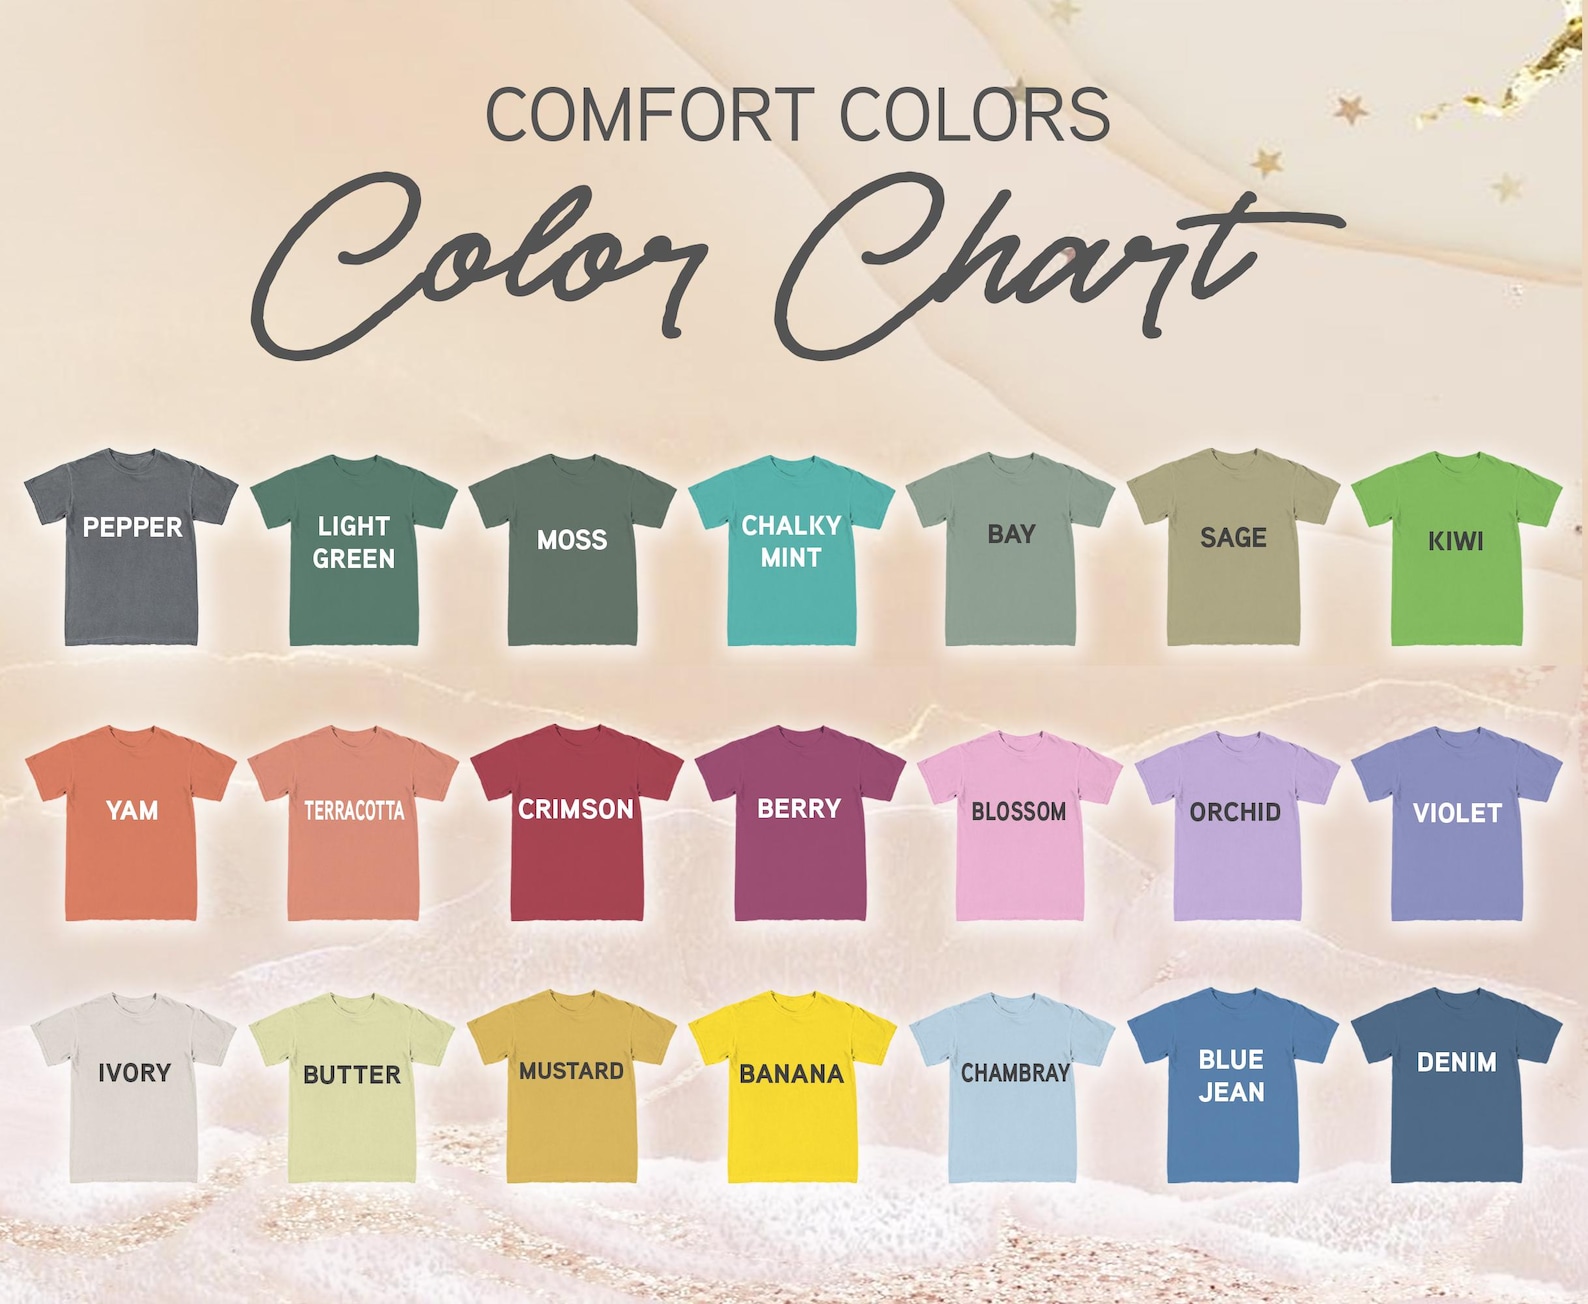 COMFORT COLORS
Color Chart
PEPPER
LIGHT
GREEN
MOSS
CHALKY
MINT
BAY
SAGE
KIWI
YAM
TERRACOTTA
CRIMSON
BERRY
BLOSSOM
ORCHID
VIOLET
IVORY
BUTTER
MUSTARD
BANANA
CHAMBRAY
BLUE
JEAN
DENIM